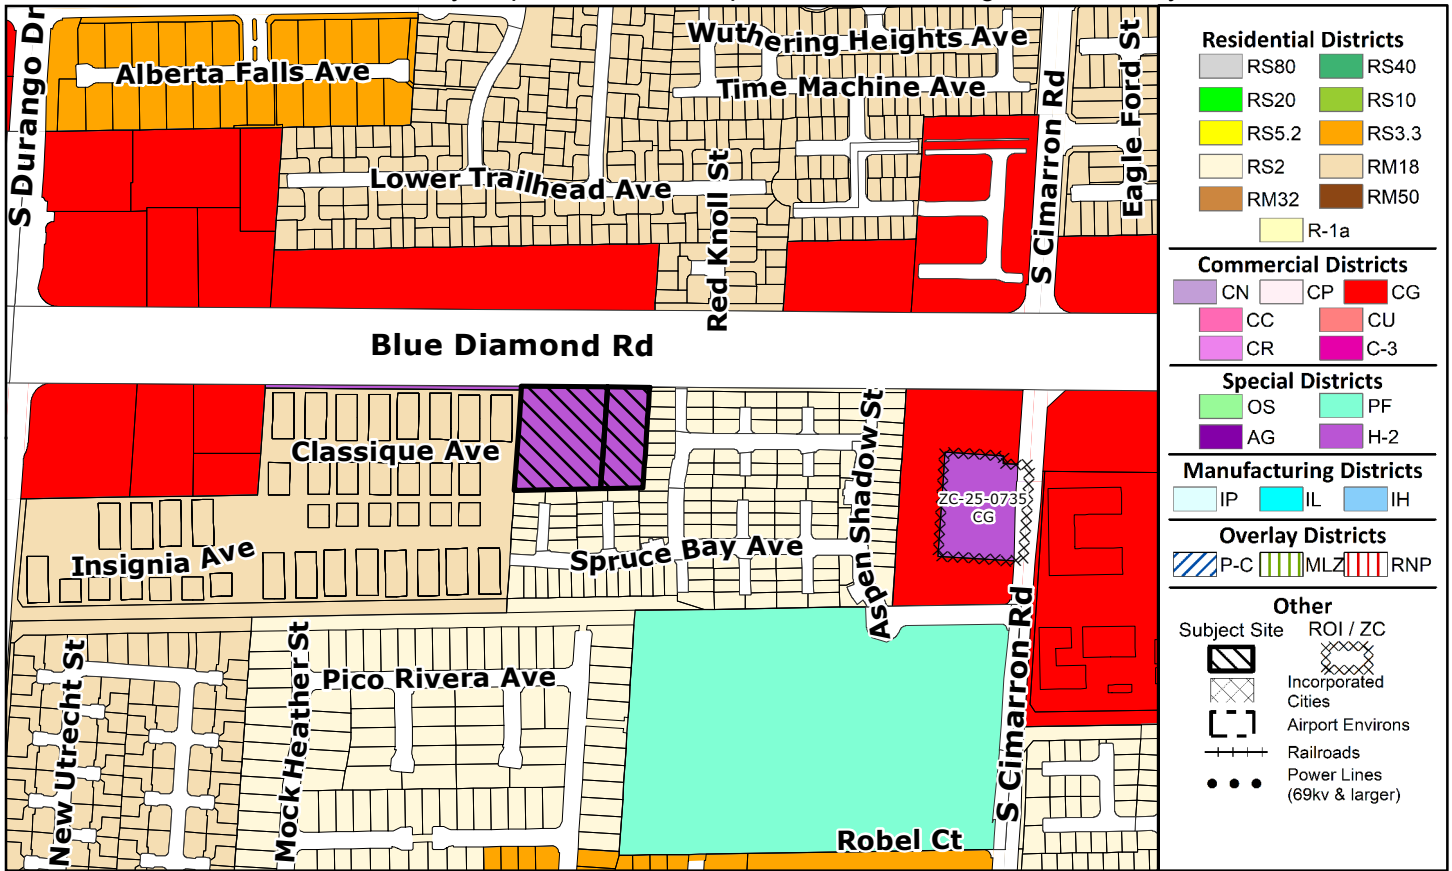 S Durango Dr
Alberta Falls Ave
Wuthering Heights Ave
Time Machine Ave
Eagle Ford St
S Cimarron Rd
Lower Trailhead Ave
Red Knoll St
Blue Diamond Rd
Classique Ave
Insignia Ave
Spruce Bay Ave
Aspen Shadow St
ZC-25-0735
CG
S Cimarron Rd
New Utrecht St
Mock Heather St
Pico Rivera Ave
Robel Ct
Residential Districts
RS80 RS40
RS20 RS10
RS5.2 RS3.3
RS2 RM18
RM32 RM50
R-1a
Commercial Districts
CN CP CG
CC CU
CR C-3
Special Districts
OS PF
AG H-2
Manufacturing Districts
IP IL IH
Overlay Districts
P-C MLZ RNP
Other
Subject Site ROI / ZC
Incorporated
Cities
Airport Environs
Railroads
Power Lines
(69kv & larger)